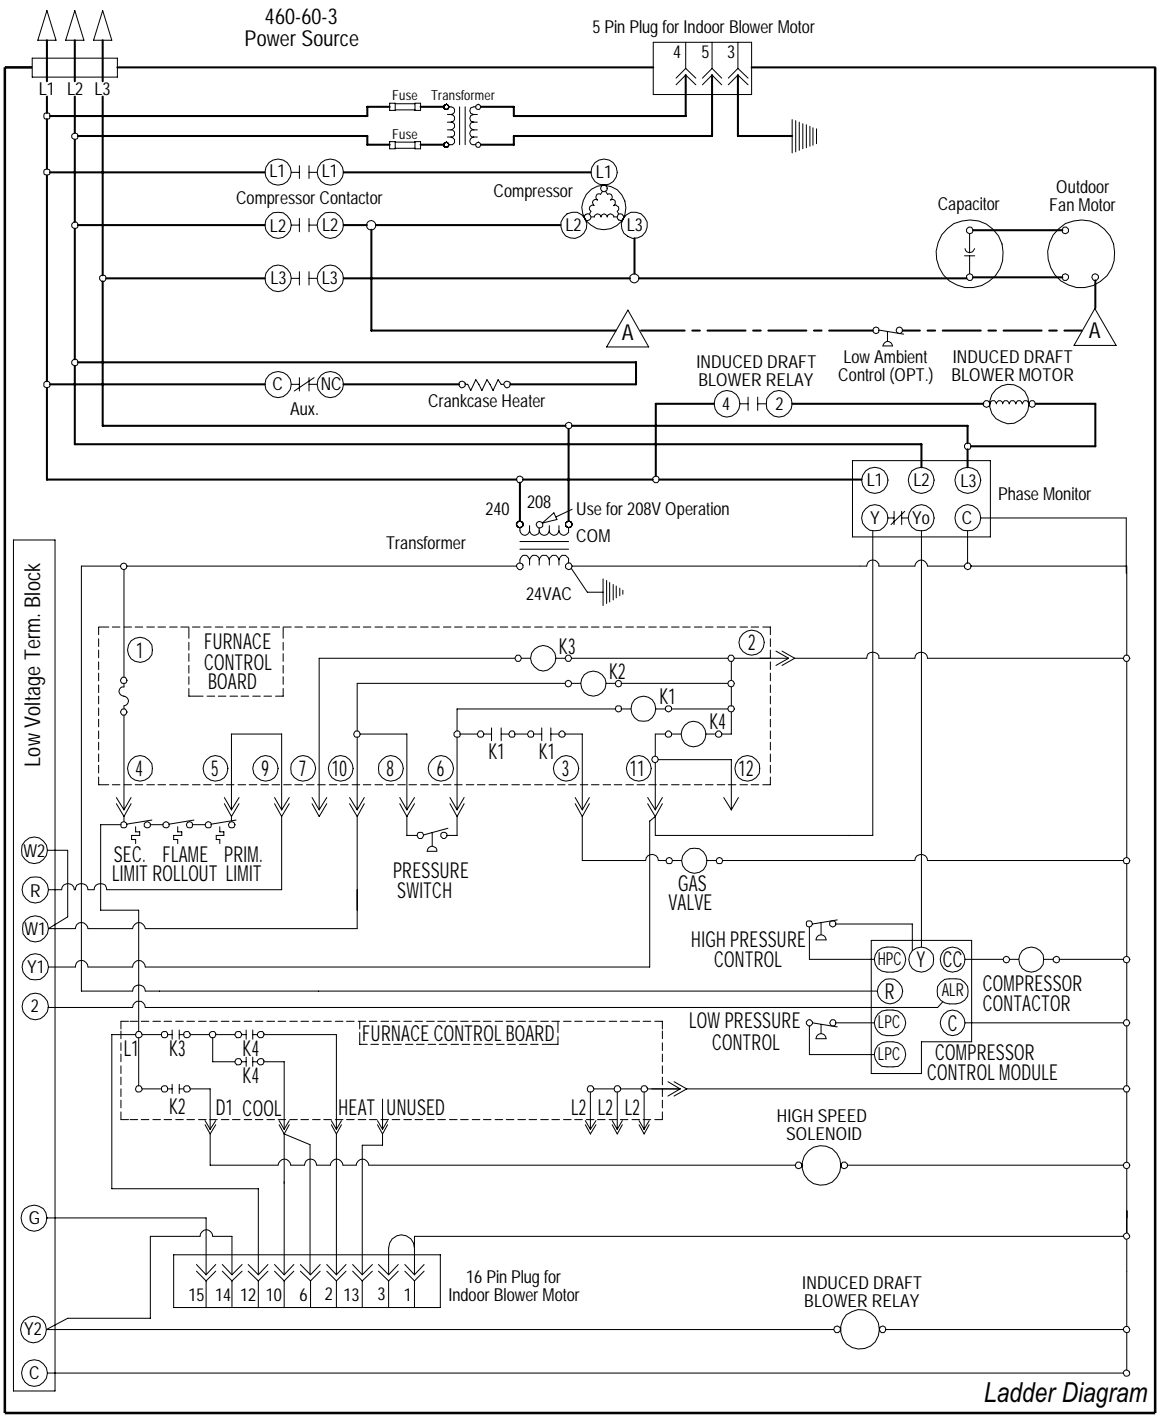 460-60-3
Power Source
5 Pin Plug for Indoor Blower Motor
4 5 3
L1 L2 L3
Fuse Transformer
Fuse
L1 L1 L1
Compressor Contactor
Compressor
Capacitor
Outdoor
Fan Motor
L2 L2 L2 L3
L3 L3
A A
Low Ambient
Control (OPT.)
INDUCED DRAFT
BLOWER RELAY
INDUCED DRAFT
BLOWER MOTOR
C NC
Aux.
Crankcase Heater
4 2
L1 L2 L3
Phase Monitor
240 208
Use for 208V Operation
COM
Y Yo C
Transformer
24VAC
Low Voltage Term. Block
1
FURNACE
CONTROL
BOARD
2
K3
K2
K1
K4
K1 K1
4 5 9 7 10 8 6 3 11 12
SEC.
LIMIT
FLAME
ROLLOUT
PRIM.
LIMIT
PRESSURE
SWITCH
GAS
VALVE
W2
R
W1
Y1
2
HIGH PRESSURE
CONTROL
HPC Y CC
COMPRESSOR
CONTACTOR
R ALR
LOW PRESSURE
CONTROL
LPC C
LPC
COMPRESSOR
CONTROL MODULE
FURNACE CONTROL BOARD
L1 K3 K4
K4
K2 D1 COOL HEAT UNUSED
L2 L2 L2
HIGH SPEED
SOLENOID
G
16 Pin Plug for
Indoor Blower Motor
15 14 12 10 6 2 13 3 1
INDUCED DRAFT
BLOWER RELAY
Y2
C
Ladder Diagram